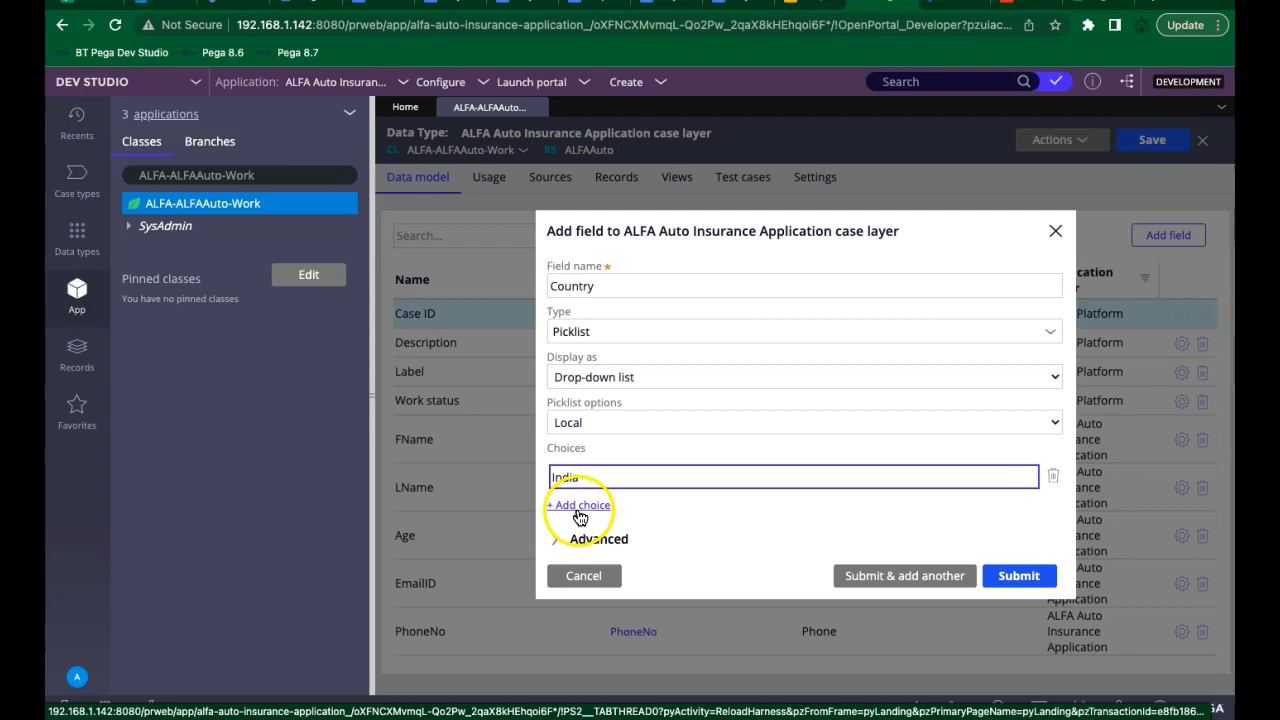 Not Secure 192.168.1.142:8080/prweb/app/alfa-auto-insurance-application_/oXFNCXMvmqL-Qo2Pw_2qaX8kHEhqoi6F*/!OpenPortal_Developer?pzuiac... Update
BT Pega Dev Studio Pega 8.6 Pega 8.7
DEV STUDIO Application: ALFA Auto Insuran... Configure Launch portal Create Search DEVELOPMENT
Recents
Case types
Data types
App
Records
Favorites
A
3 applications
Classes Branches
ALFA-ALFAAuto-Work
ALFA-ALFAAuto-Work
SysAdmin
Pinned classes Edit
You have no pinned classes
Home ALFA-ALFAAuto...
Data Type: ALFA Auto Insurance Application case layer
CL ALFA-ALFAAuto-Work RS ALFAAuto
Actions Save
Data model Usage Sources Records Views Test cases Settings
Search... Add field
Name
Case ID Platform
Description Platform
Label Platform
Work status Platform
FName
LName
Age
EmailID
PhoneNo PhoneNo Phone
ALFA Auto
Insurance
Application
Add field to ALFA Auto Insurance Application case layer
Field name *
Country
Type
Picklist
Display as
Drop-down list
Picklist options
Local
Choices
India
+ Add choice
Advanced
Cancel Submit & add another Submit
192.168.1.142:8080/prweb/app/alfa-auto-insurance-application_/oXFNCXMvmqL-Qo2Pw_2qaX8kHEhqoi6F*/!PS2__TABTHREAD0?pyActivity=ReloadHarness&pzFromFrame=pyLanding&pzPrimaryPageName=pyLanding&pzTransactionId=e8fb186...